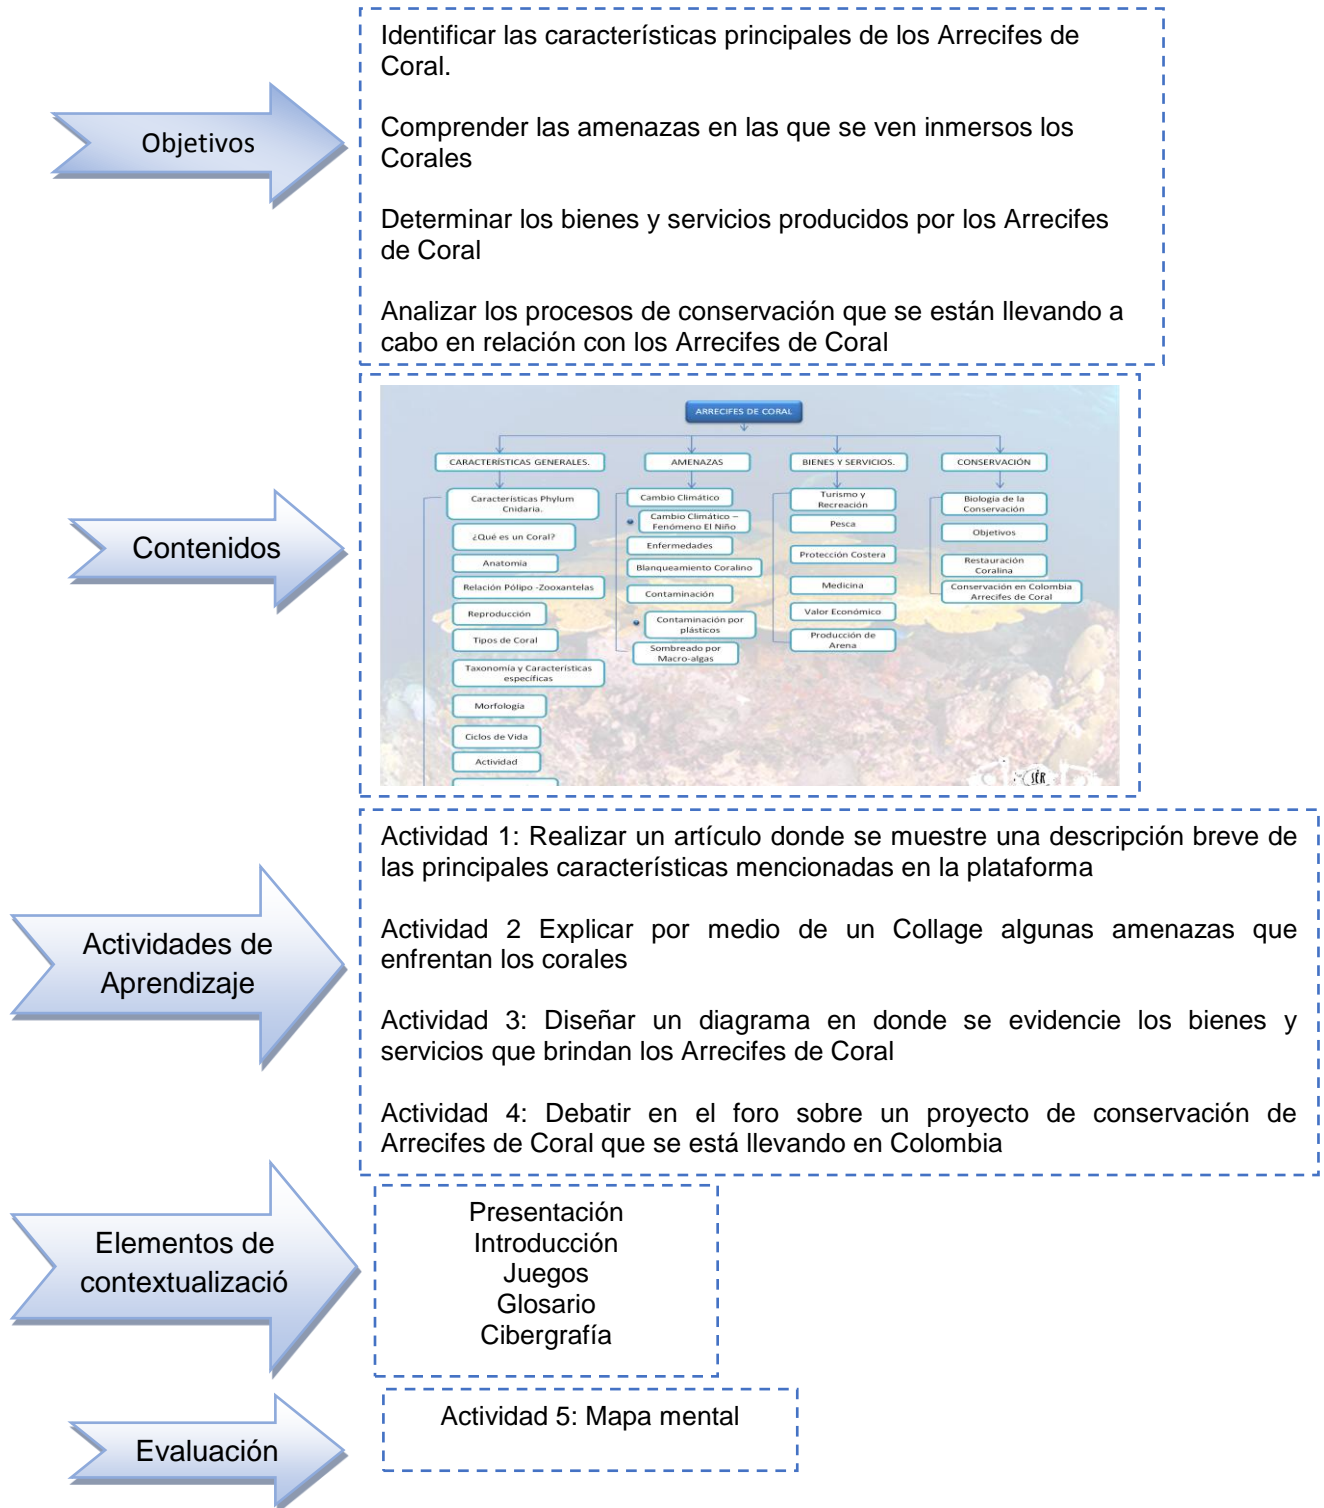 Objetivos
Identificar las características principales de los Arrecifes de
Coral.
Comprender las amenazas en las que se ven inmersos los
Corales
Determinar los bienes y servicios producidos por los Arrecifes
de Coral
Analizar los procesos de conservación que se están llevando a
cabo en relación con los Arrecifes de Coral
Contenidos
ARRECIFES DE CORAL
CARACTERÍSTICAS GENERALES.
Características Phylum
Cnidaria.
¿Qué es un Coral?
Anatomía
Relación Pólipo -Zooxantelas
Reproducción
Tipos de Coral
Taxonomía y Características
específicas
Morfología
Ciclos de Vida
Actividad
AMENAZAS
Cambio Climático
Cambio Climático –
Fenómeno El Niño
Enfermedades
Blanqueamiento Coralino
Contaminación
Contaminación por
plásticos
Sombreado por
Macro-algas
BIENES Y SERVICIOS.
Turismo y
Recreación
Pesca
Protección Costera
Medicina
Valor Económico
Producción de
Arena
CONSERVACIÓN
Biología de la
Conservación
Objetivos
Restauración
Coralina
Conservación en Colombia
Arrecifes de Coral
SÉR
Actividades de
Aprendizaje
Actividad 1: Realizar un artículo donde se muestre una descripción breve de
las principales características mencionadas en la plataforma
Actividad 2 Explicar por medio de un Collage algunas amenazas que
enfrentan los corales
Actividad 3: Diseñar un diagrama en donde se evidencie los bienes y
servicios que brindan los Arrecifes de Coral
Actividad 4: Debatir en el foro sobre un proyecto de conservación de
Arrecifes de Coral que se está llevando en Colombia
Elementos de
contextualizació
Presentación
Introducción
Juegos
Glosario
Cibergrafía
Evaluación
Actividad 5: Mapa mental